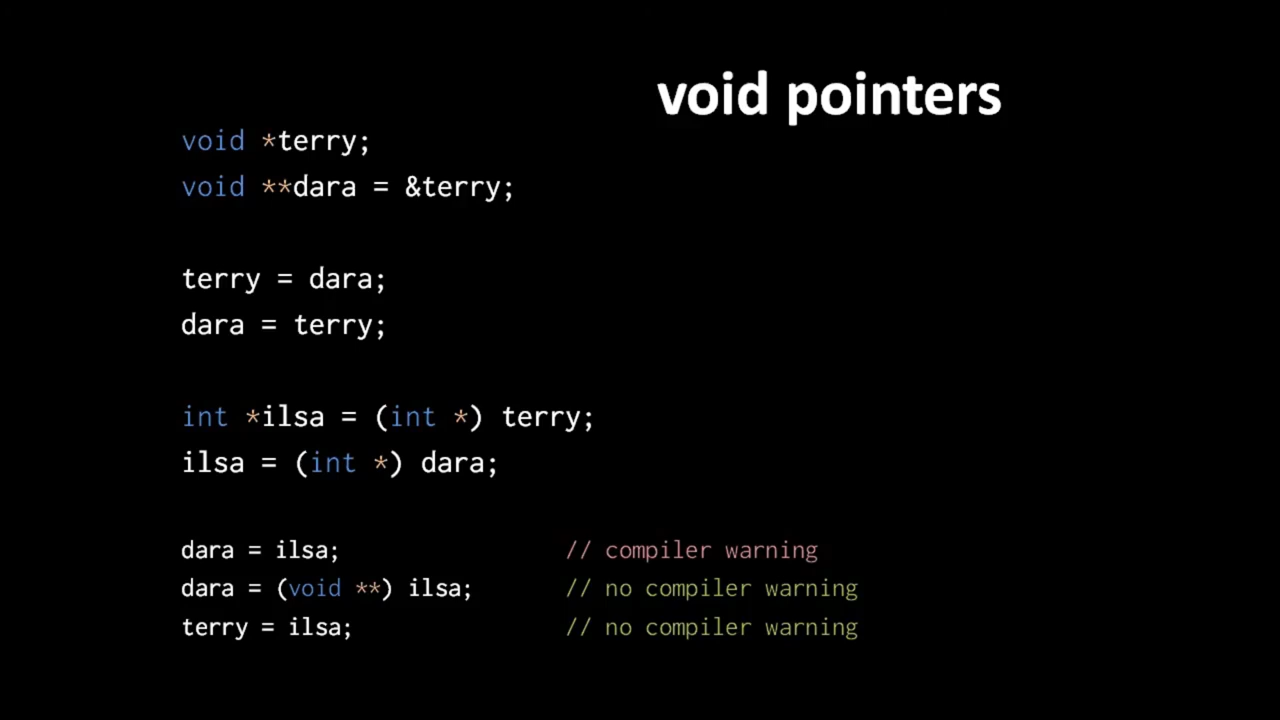 void pointers
void *terry;
void **dara = &terry;
terry = dara;
dara = terry;
int *ilsa = (int *) terry;
ilsa = (int *) dara;
dara = ilsa; // compiler warning
dara = (void **) ilsa; // no compiler warning
terry = ilsa; // no compiler warning